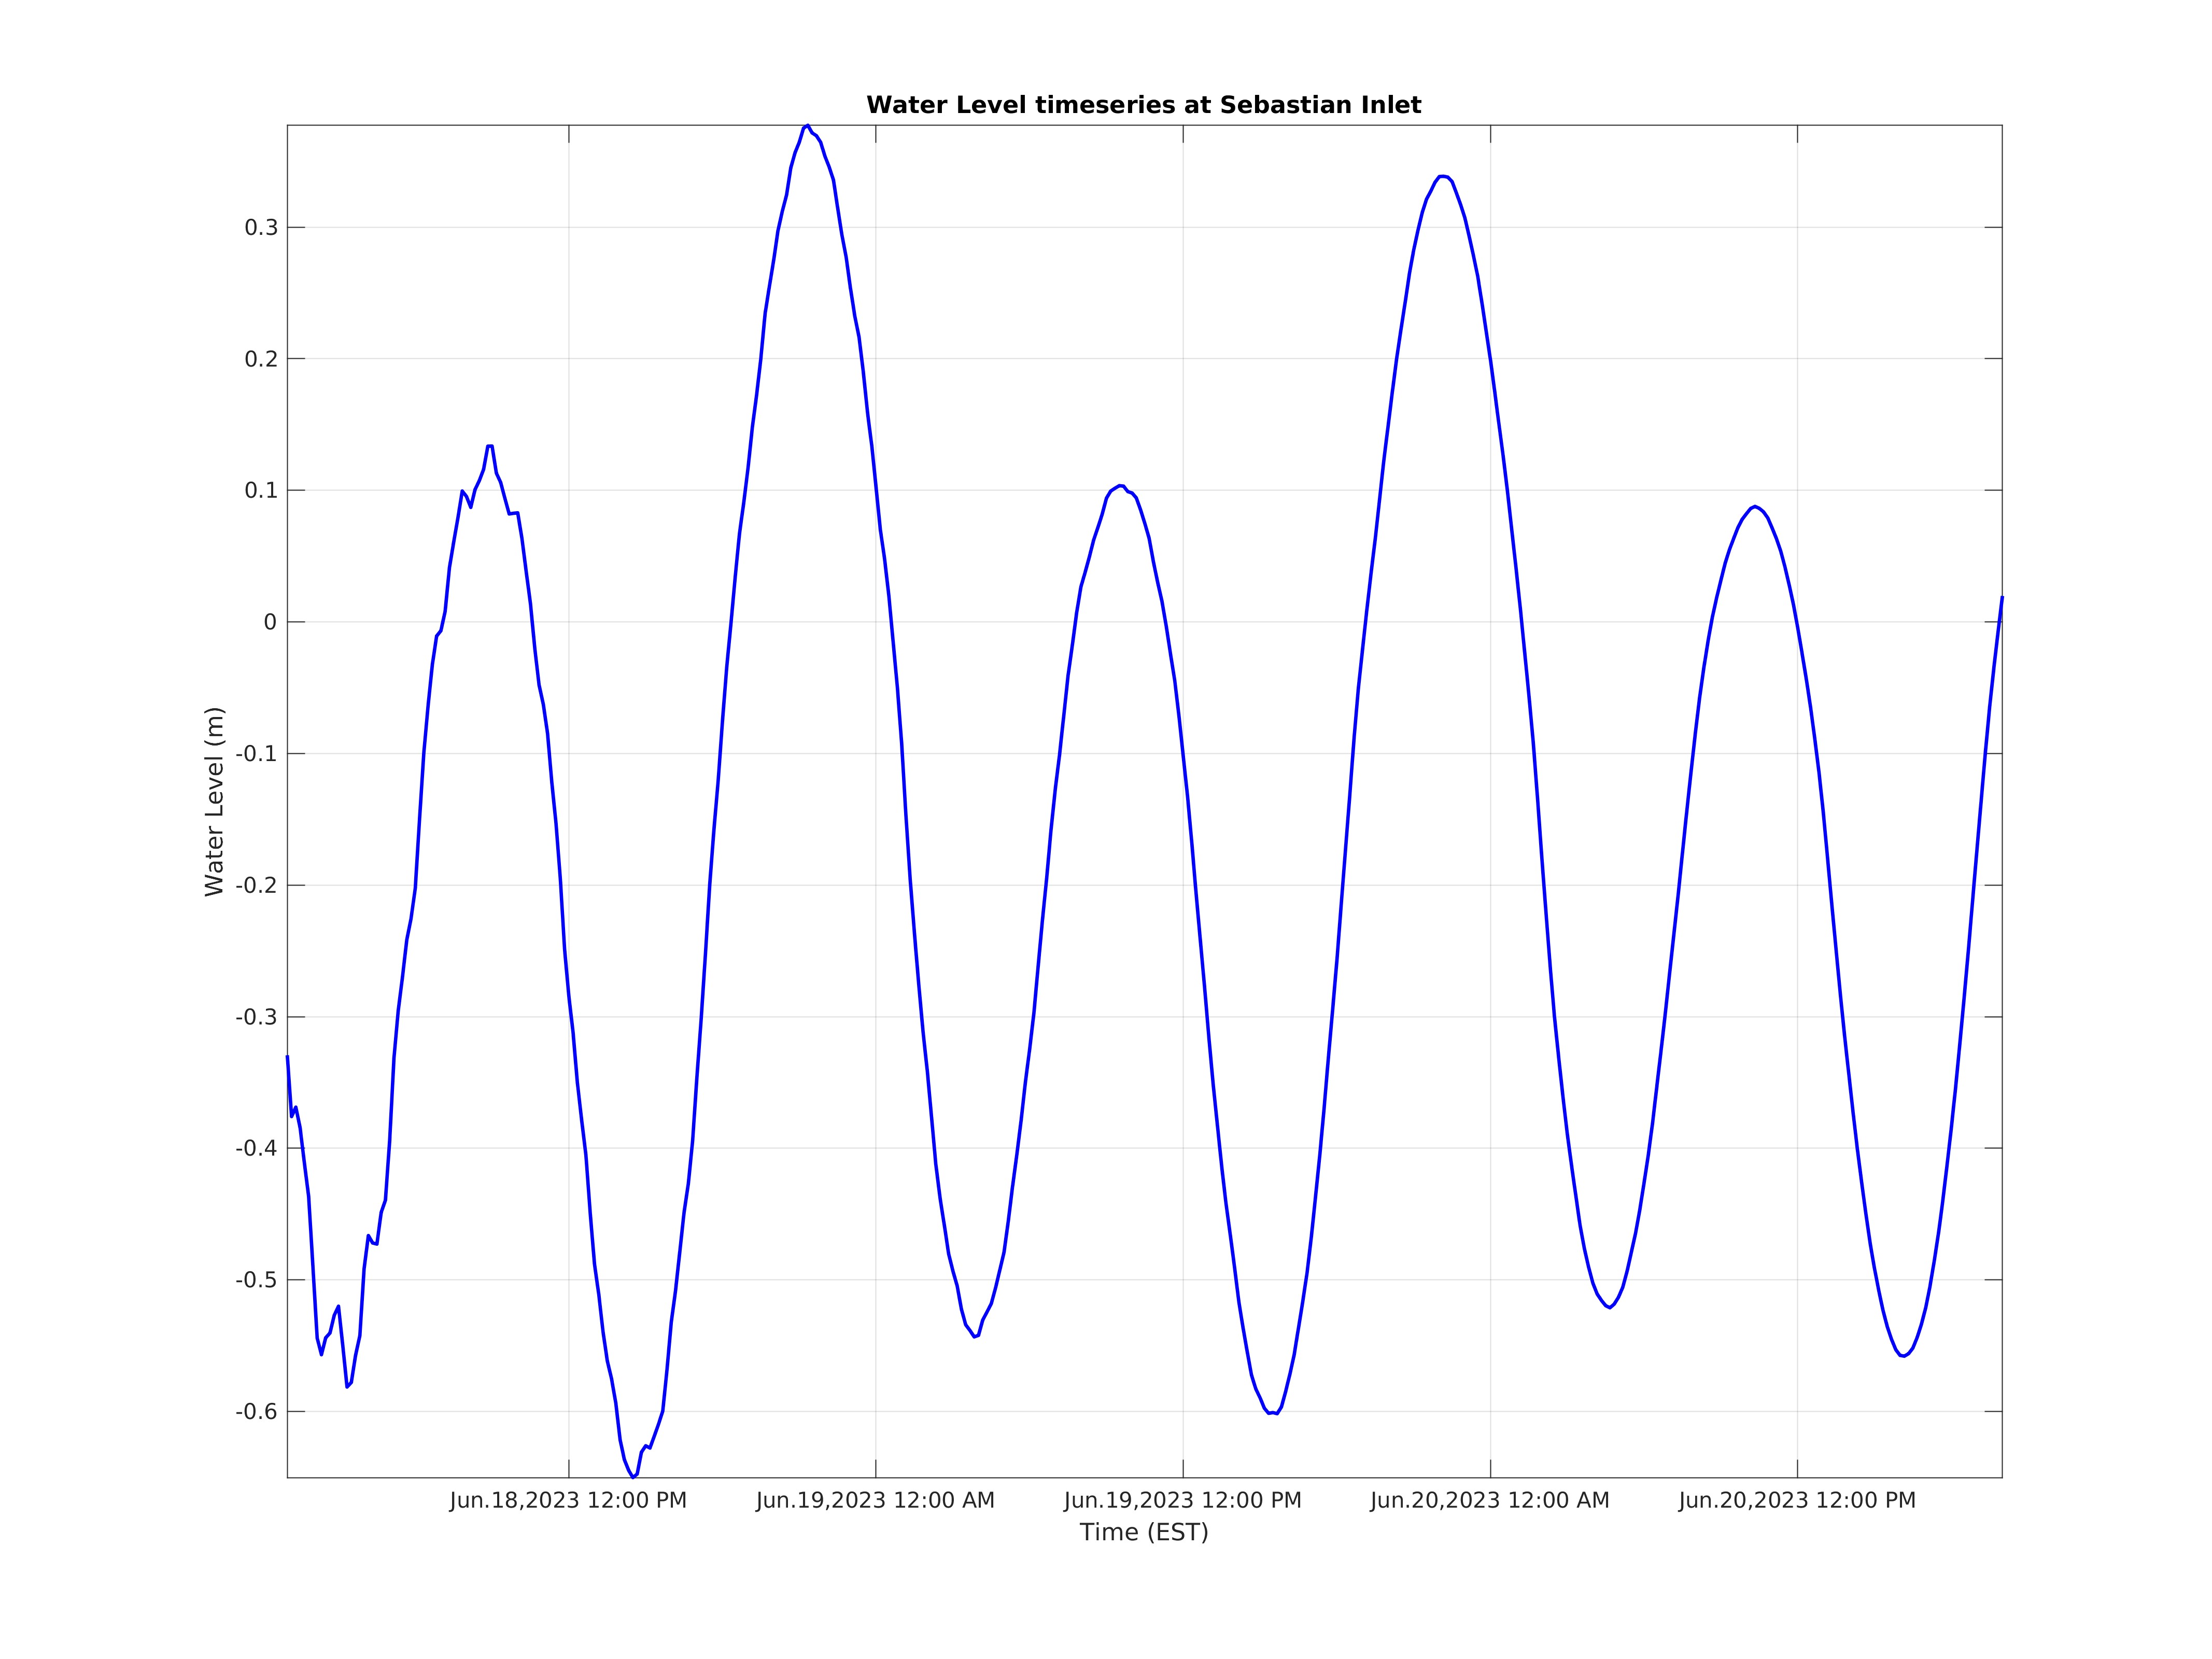 Water Level timeseries at Sebastian Inlet
0.3
0.2
0.1
0
-0.1
-0.2
-0.3
-0.4
-0.5
-0.6
Water Level (m)
Jun.18,2023 12:00 PM Jun.19,2023 12:00 AM Jun.19,2023 12:00 PM Jun.20,2023 12:00 AM Jun.20,2023 12:00 PM
Time (EST)